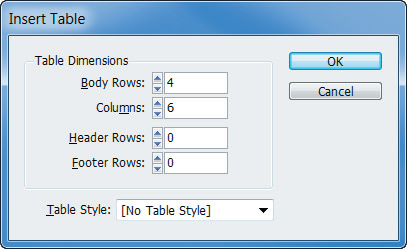 Insert Table
Table Dimensions
Body Rows: 4
Columns: 6
Header Rows: 0
Footer Rows: 0
Table Style: [No Table Style]
OK
Cancel